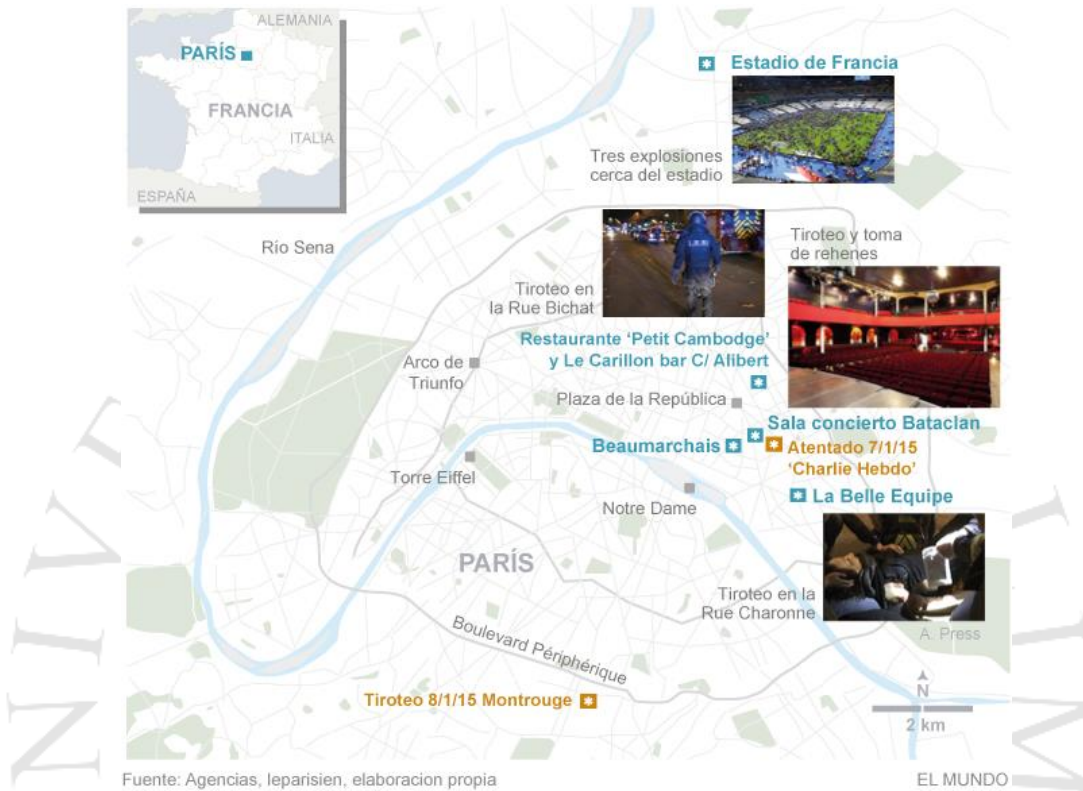 ALEMANIA
PARÍS
FRANCIA
ITALIA
ESPAÑA
Estadio de Francia
Tres explosiones
cerca del estadio
Río Sena
Tiroteo y toma
de rehenes
Tiroteo en
la Rue Bichat
Restaurante ‘Petit Cambodge’
y Le Carillon bar C/ Alibert
Arco de
Triunfo
Plaza de la República
Sala concierto Bataclan
Beaumarchais
Atentado 7/1/15
‘Charlie Hebdo’
Torre Eiffel
La Belle Equipe
Notre Dame
PARÍS
Tiroteo en la
Rue Charonne
A. Press
Boulevard Périphérique
Tiroteo 8/1/15 Montrouge
N
2 km
Fuente: Agencias, leparisien, elaboracion propia
EL MUNDO